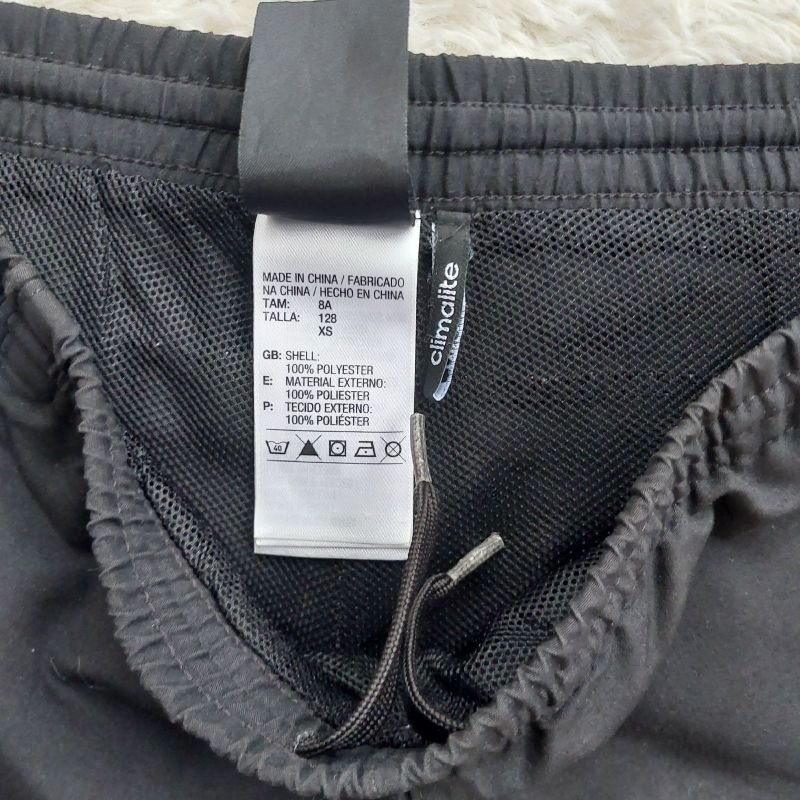 MADE IN CHINA / FABRICADO
NA CHINA / HECHO EN CHINA
TAM: 8A
TALLA: 128
XS
GB: SHELL:
100% POLYESTER
E: MATERIAL EXTERNO:
100% POLIESTER
P: TECIDO EXTERNO:
100% POLIÉSTER
40
climalite